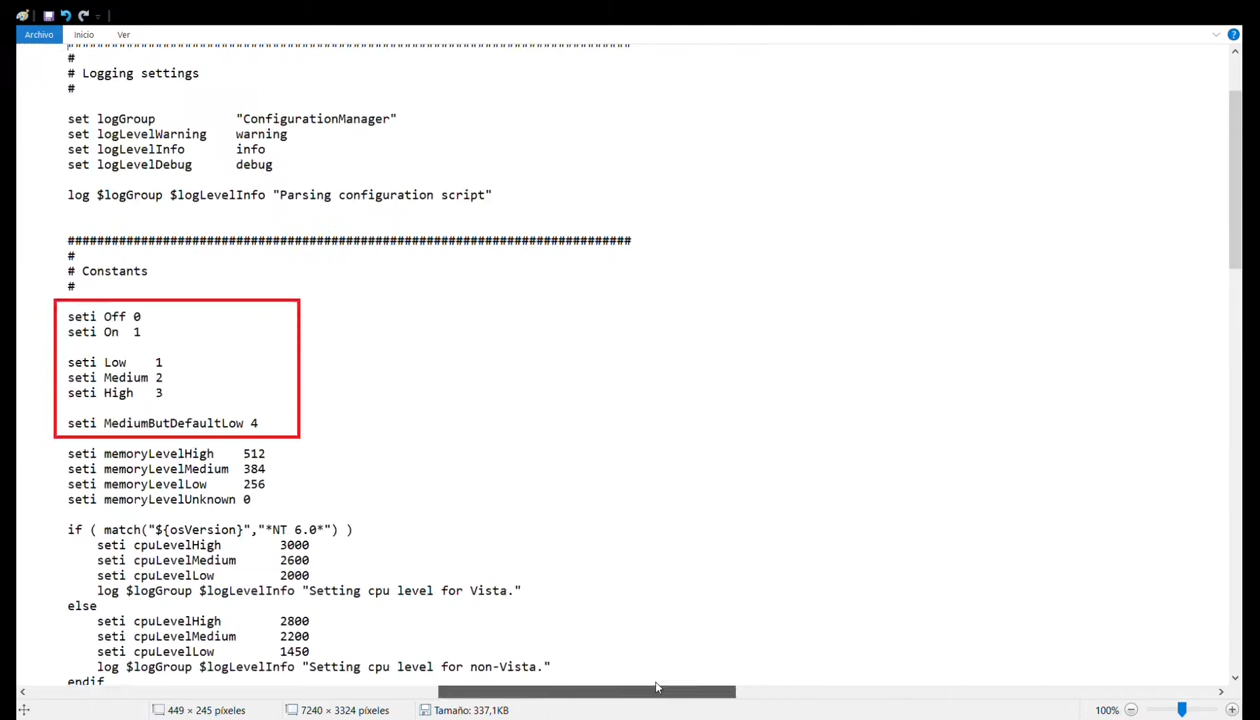 Archivo Inicio Ver
################################################
#
# Logging settings
#
set logGroup "ConfigurationManager"
set logLevelWarning warning
set logLevelInfo info
set logLevelDebug debug
log $logGroup $logLevelInfo "Parsing configuration script"
#############################################################################
#
# Constants
#
seti Off 0
seti On 1
seti Low 1
seti Medium 2
seti High 3
seti MediumButDefaultLow 4
seti memoryLevelHigh 512
seti memoryLevelMedium 384
seti memoryLevelLow 256
seti memoryLevelUnknown 0
if ( match("${osVersion}","*NT 6.0*") )
seti cpuLevelHigh 3000
seti cpuLevelMedium 2600
seti cpuLevelLow 2000
log $logGroup $logLevelInfo "Setting cpu level for Vista."
else
seti cpuLevelHigh 2800
seti cpuLevelMedium 2200
seti cpuLevelLow 1450
log $logGroup $logLevelInfo "Setting cpu level for non-Vista."
endif
449 × 245 píxeles 7240 × 3324 píxeles Tamaño: 337,1KB 100%